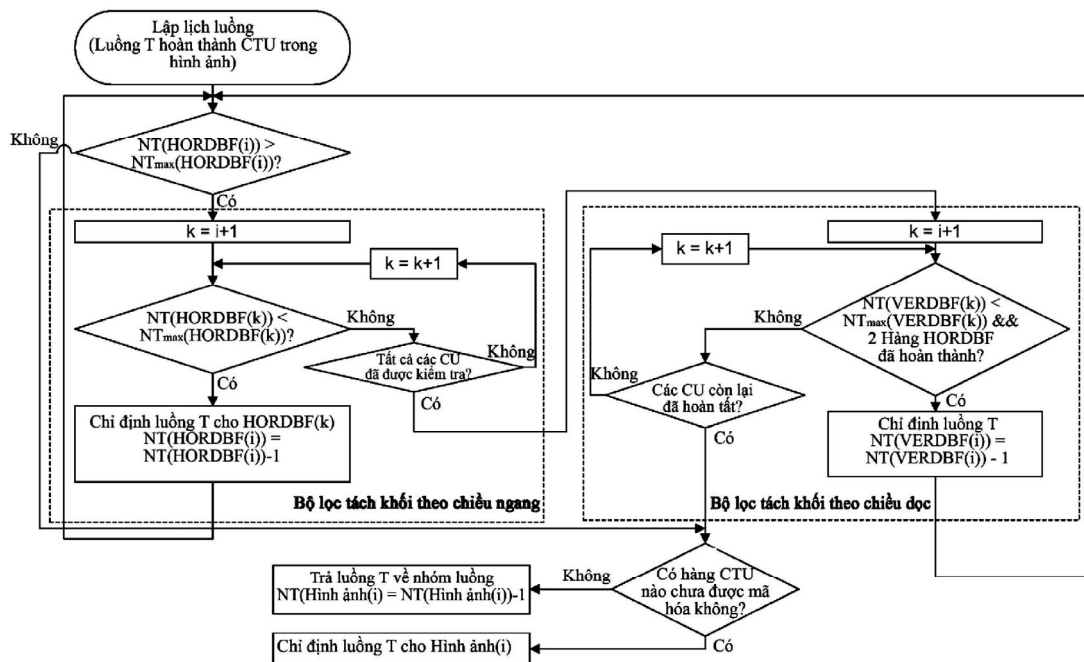 Lập lịch luồng
(Luồng T hoàn thành CTU trong
hình ảnh)
Không
NT(HORDBF(i)) >
NTmax(HORDBF(i))?
Có
k = i+1
k = k+1
NT(HORDBF(k)) <
NTmax(HORDBF(k))?
Không
Tất cả các CU
đã được kiểm tra?
Không
Có
Có
Chỉ định luồng T cho HORDBF(k)
NT(HORDBF(i)) =
NT(HORDBF(i))-1
Bộ lọc tách khối theo chiều ngang
k = i+1
k = k+1
NT(VERDBF(k)) <
NTmax(VERDBF(k)) &&
2 Hàng HORDBF
đã hoàn thành?
Không
Không
Các CU còn lại
đã hoàn tất?
Có
Có
Chỉ định luồng T
NT(VERDBF(i)) =
NT(VERDBF(i)) - 1
Bộ lọc tách khối theo chiều dọc
Có hàng CTU
nào chưa được mã
hóa không?
Không
Trả luồng T về nhóm luồng
NT(Hình ảnh(i) = NT(Hình ảnh(i))-1
Có
Chỉ định luồng T cho Hình ảnh(i)